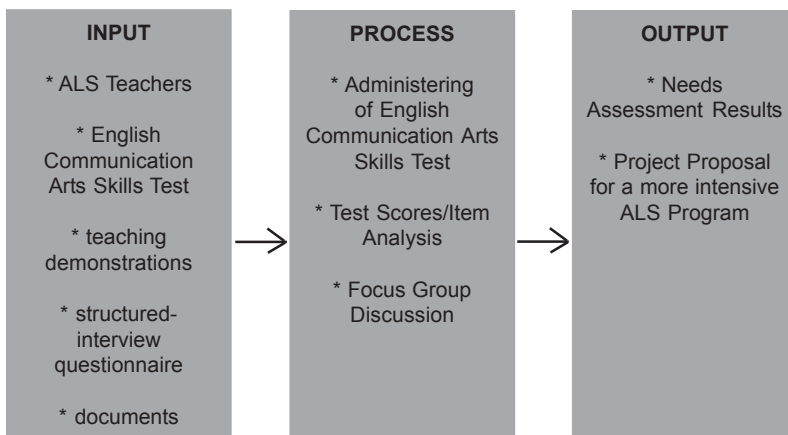 INPUT
* ALS Teachers
* English
Communication
Arts Skills Test
* teaching
demonstrations
* structured-
interview
questionnaire
* documents
PROCESS
* Administering
of English
Communication Arts
Skills Test
* Test Scores/Item
Analysis
* Focus Group
Discussion
OUTPUT
* Needs
Assessment Results
* Project Proposal
for a more intensive
ALS Program